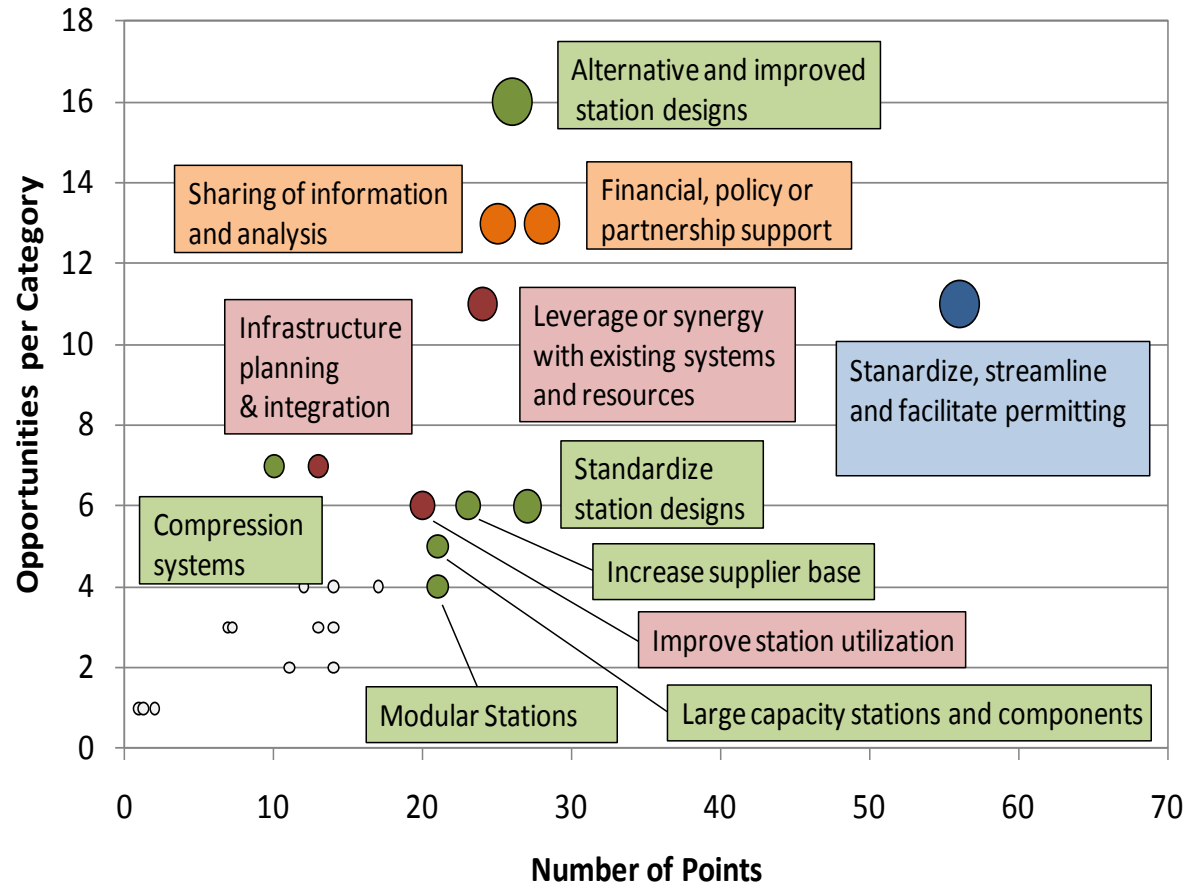 18
16
14
12
10
8
6
4
2
0
Opportunities per Category
Alternative and improved
station designs
Sharing of information
and analysis
Financial, policy or
partnership support
Infrastructure
planning
& integration
Leverage or synergy
with existing systems
and resources
Stanardize, streamline
and facilitate permitting
Compression
systems
Standardize
station designs
Increase supplier base
Improve station utilization
Modular Stations
Large capacity stations and components
0 10 20 30 40 50 60 70
Number of Points